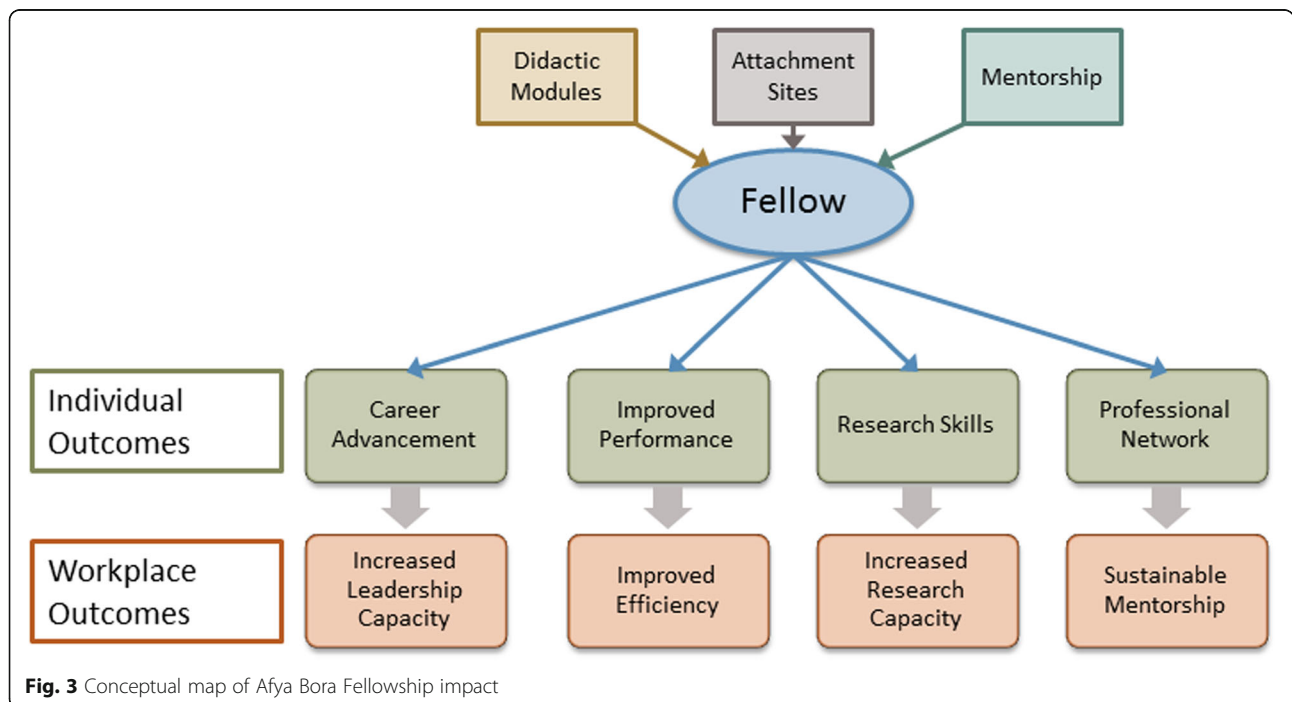 Didactic
Modules
Attachment
Sites
Mentorship
Fellow
Individual
Outcomes
Career
Advancement
Improved
Performance
Research Skills
Professional
Network
Workplace
Outcomes
Increased
Leadership
Capacity
Improved
Efficiency
Increased
Research
Capacity
Sustainable
Mentorship
Fig. 3 Conceptual map of Afya Bora Fellowship impact